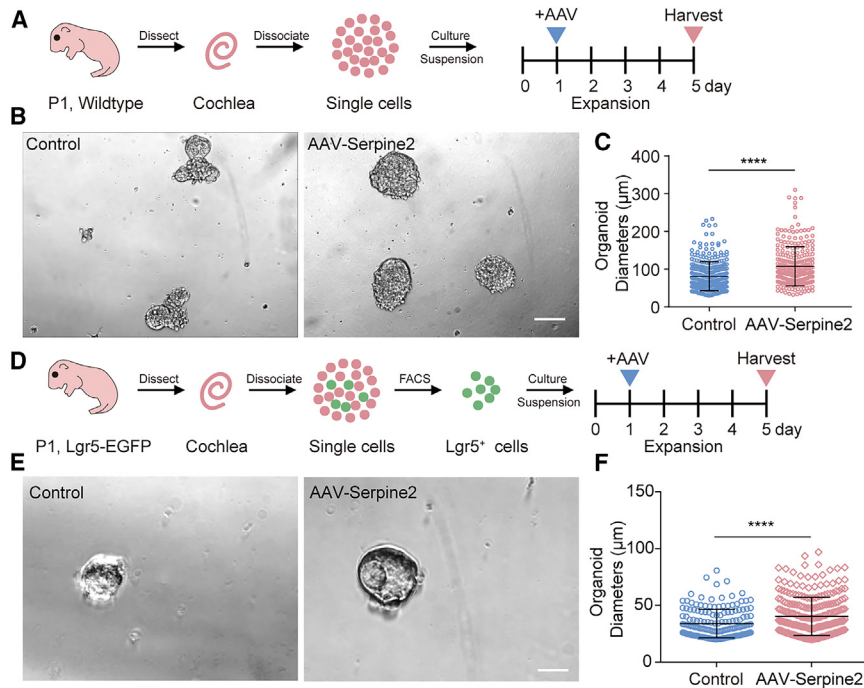 A
Dissect
Dissociate
Culture
Suspension
+AAV
Harvest
0 1 2 3 4 5 day
P1, Wildtype
Cochlea
Single cells
Expansion
B
Control
AAV-Serpine2
C
Organoid
Diameters (µm)
400
300
200
100
0
****
Control
AAV-Serpine2
D
Dissect
Dissociate
FACS
Culture
Suspension
+AAV
Harvest
0 1 2 3 4 5 day
P1, Lgr5-EGFP
Cochlea
Single cells
Lgr5⁺ cells
Expansion
E
Control
AAV-Serpine2
F
Organoid
Diameters (µm)
150
100
50
0
****
Control
AAV-Serpine2